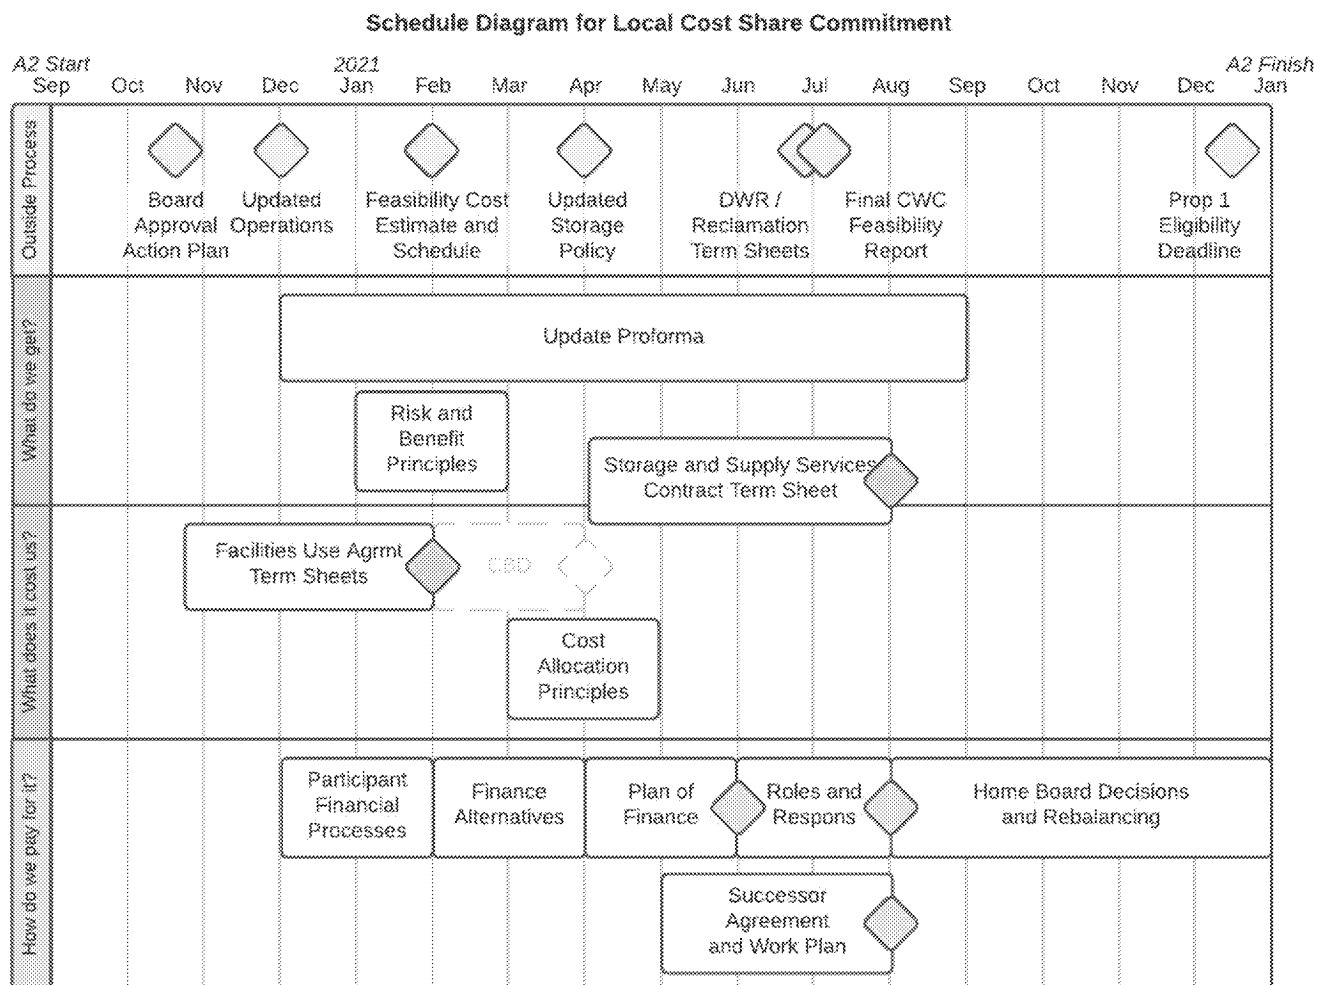 Schedule Diagram for Local Cost Share Commitment
A2 Start
2021
A2 Finish
Sep Oct Nov Dec Jan Feb Mar Apr May Jun Jul Aug Sep Oct Nov Dec Jan
Outside Process
Board
Approval
Action Plan
Updated
Operations
Feasibility Cost
Estimate and
Schedule
Updated
Storage
Policy
DWR /
Reclamation
Term Sheets
Final CWC
Feasibility
Report
Prop 1
Eligibility
Deadline
What do we get?
Update Proforma
Risk and
Benefit
Principles
Storage and Supply Services
Contract Term Sheet
What does it cost us?
Facilities Use Agrmt
Term Sheets
CBD
Cost
Allocation
Principles
How do we pay for it?
Participant
Financial
Processes
Finance
Alternatives
Plan of
Finance
Roles and
Respons
Home Board Decisions
and Rebalancing
Successor
Agreement
and Work Plan